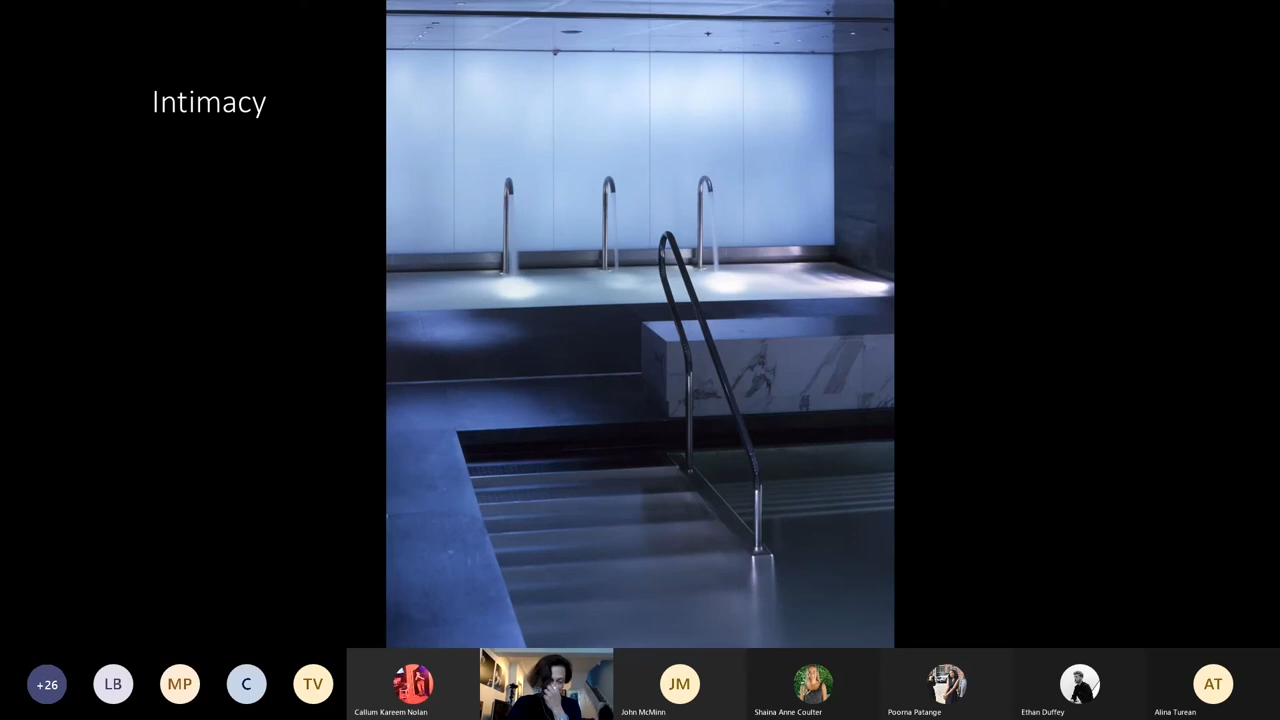 Intimacy
+26
LB
MP
C
TV
Callum Kareem Nolan
JM
John McMinn
Shaina Anne Coulter
Poorna Patange
Ethan Duffey
AT
Alina Turean